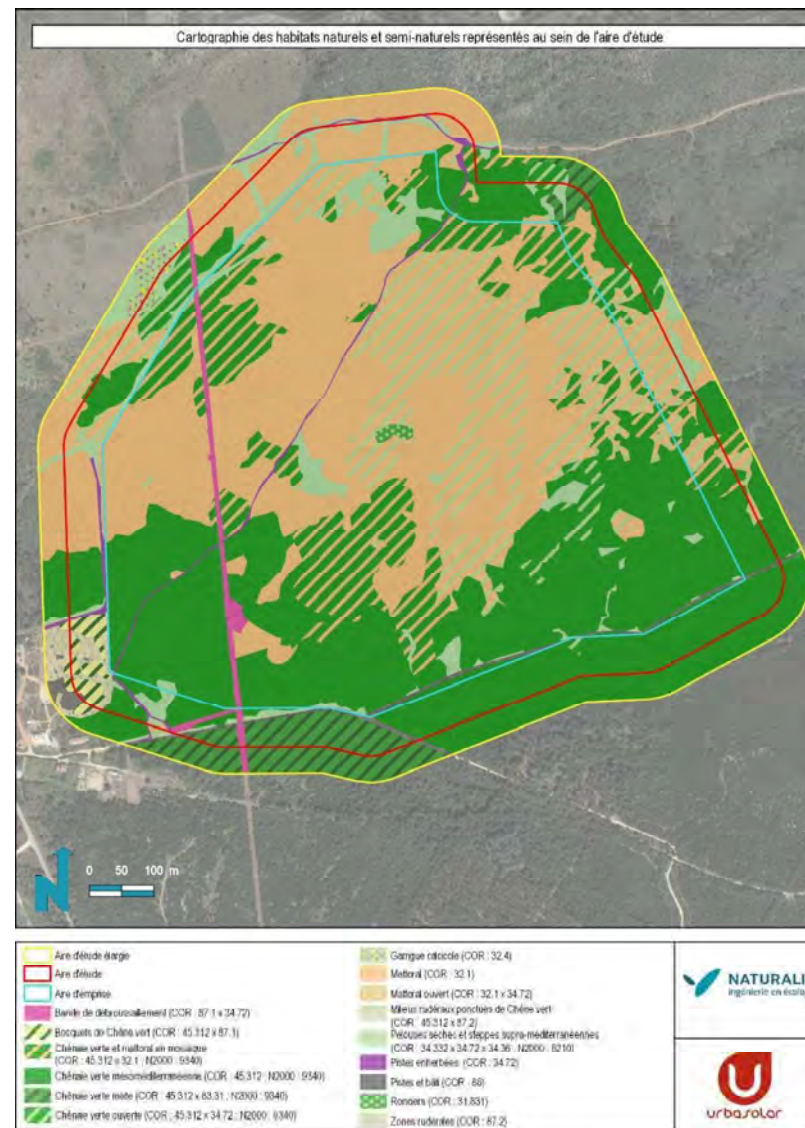 Cartographie des habitats naturels et semi-naturels représentés au sein de l'aire d'étude
N
0 50 100 m
Aire d'étude élargie
Aire d'étude
Aire d'emprise
Bande de débroussaillement (COR : 87.1 x 34.72)
Bocquets de Chêne vert (COR : 45.312 x 87.1)
Chênaie verte et mattoral en mosaïque
(COR : 45.312 x 32.1 ; N2000 : 9340)
Chênaie verte mésoméditerranéenne (COR : 45.312 ; N2000 : 9340)
Chênaie verte mixte (COR : 45.312 x 83.31 ; N2000 : 9340)
Chênaie verte ouverte (COR : 45.312 x 34.72 ; N2000 : 9340)
Garrigue calcicole (COR : 32.4)
Mattoral (COR : 32.1)
Mattoral ouvert (COR : 32.1 x 34.72)
Milieux rudéraux ponctués de Chêne vert
(COR : 45.312 x 87.2)
Pelouses sèches et steppes supra-méditerranéennes
(COR : 34.332 x 34.72 x 34.36 ; N2000 : 6210)
Pistes enherbées (COR : 34.72)
Pistes et bâti (COR : 86)
Ronciers (COR : 31.831)
Zones rudérales (COR : 87.2)
NATURALI
Ingénierie en écolo
urbasolar